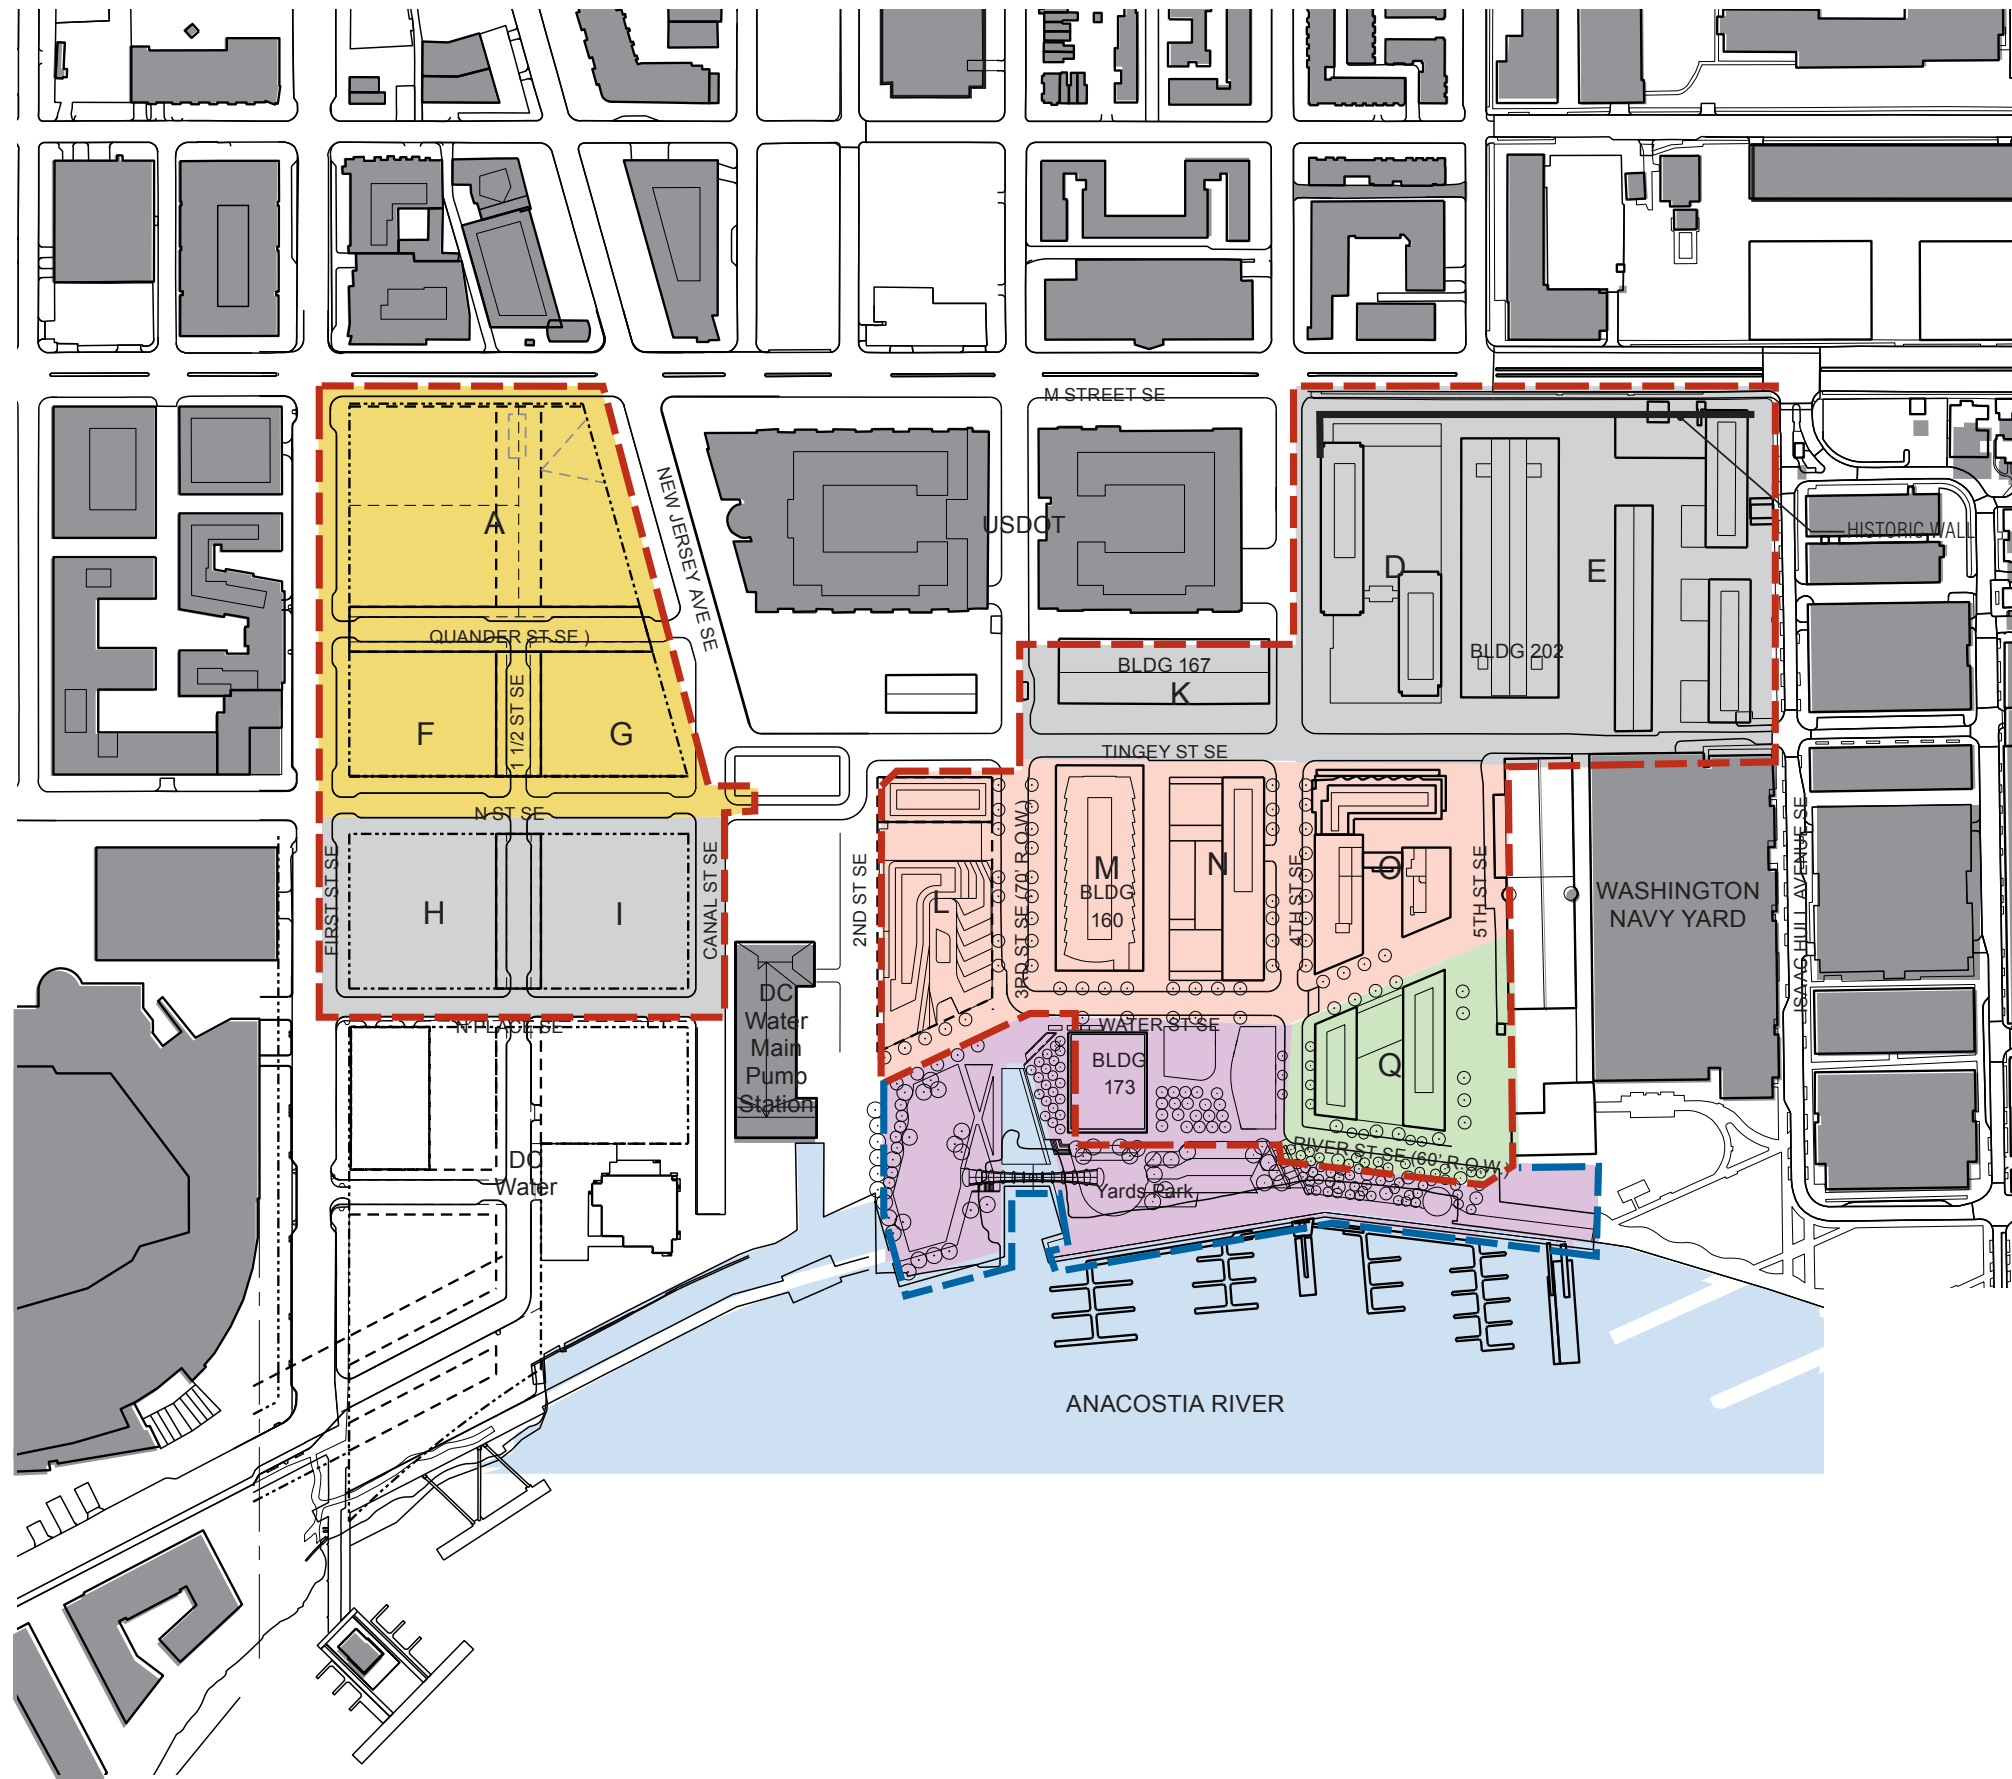 M STREET SE
NEW JERSEY AVE SE
A
USDOT
HISTORIC WALL
D
E
QUANDER ST SE )
BLDG 202
BLDG 167
K
F
1 1/2 ST SE
G
TINGEY ST SE
N ST SE
FIRST ST SE
H
I
CANAL ST SE
2ND ST SE
L
3RD ST SE (70' R.O.W.)
M
BLDG
160
N
4TH ST SE
O
5TH ST SE
WASHINGTON
NAVY YARD
ISAAC HULL AVENUE SE
N PLACE SE
DC
Water
Main
Pump
Station
WATER ST SE
BLDG
173
Q
RIVER ST SE (60' R.O.W.)
DC
Water
Yards Park
ANACOSTIA RIVER